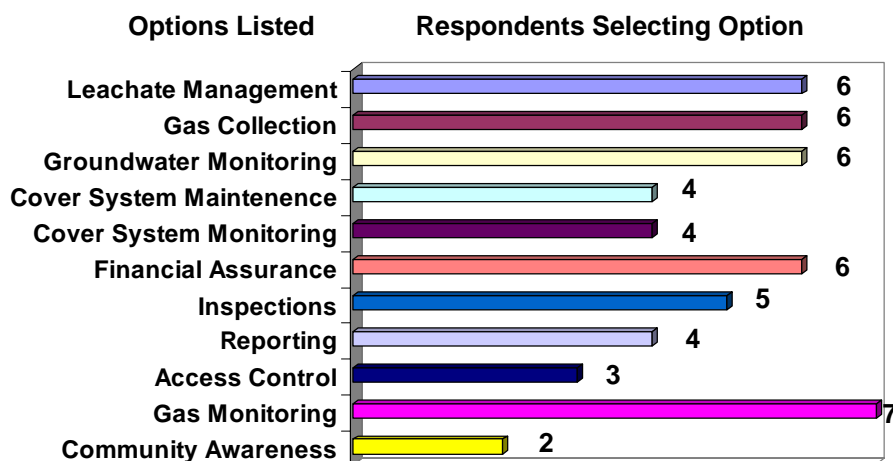 Options Listed Respondents Selecting Option
Leachate Management 6
Gas Collection 6
Groundwater Monitoring 6
Cover System Maintenence 4
Cover System Monitoring 4
Financial Assurance 6
Inspections 5
Reporting 4
Access Control 3
Gas Monitoring 7
Community Awareness 2